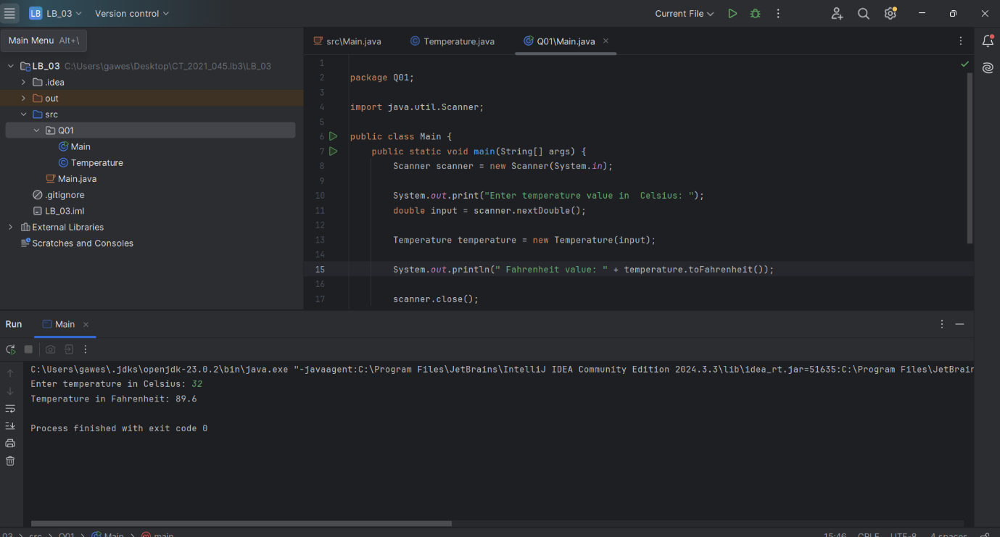 LB LB_03 Version control Current File
Main Menu Alt+\
src\Main.java Temperature.java Q01\Main.java
LB_03 C:\Users\gawes\Desktop\CT_2021_045.lb3\LB_03
.idea
out
src
Q01
Main
Temperature
Main.java
.gitignore
LB_03.iml
External Libraries
Scratches and Consoles
1
2 package Q01;
3
4 import java.util.Scanner;
5
6 public class Main {
7 public static void main(String[] args) {
8 Scanner scanner = new Scanner(System.in);
9
10 System.out.print("Enter temperature value in  Celsius: ");
11 double input = scanner.nextDouble();
12
13 Temperature temperature = new Temperature(input);
14
15 System.out.println(" Fahrenheit value: " + temperature.toFahrenheit());
16
17 scanner.close();
Run Main
C:\Users\gawes\.jdks\openjdk-23.0.2\bin\java.exe "-javaagent:C:\Program Files\JetBrains\IntelliJ IDEA Community Edition 2024.3.3\lib\idea_rt.jar=51635:C:\Program Files\JetBrain
Enter temperature in Celsius: 32
Temperature in Fahrenheit: 89.6
Process finished with exit code 0
03 > src > Q01 > Main > main 15:46 CRLF UTF-8 4 spaces